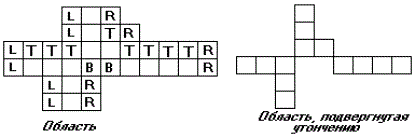 L R
L T R
L T T T T T T T R
L B B R
L R
L R
Область
Область, подвергнутая
утончению